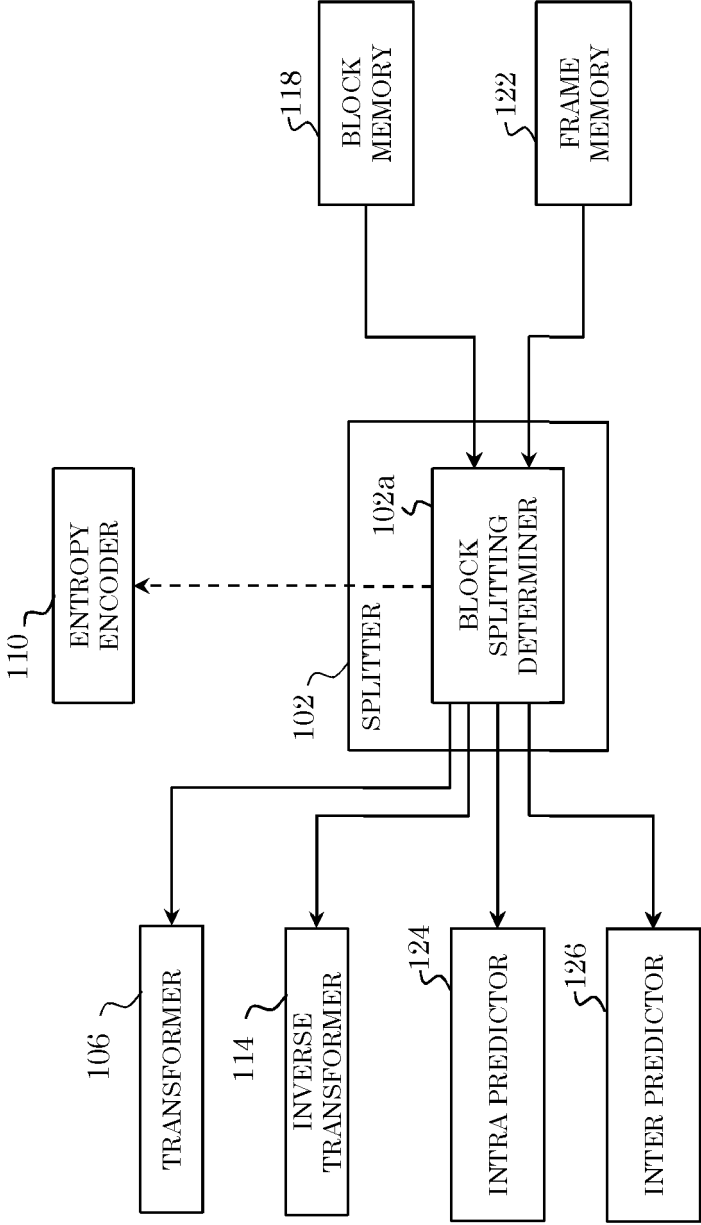 110
ENTROPY
ENCODER
118
BLOCK
MEMORY
122
FRAME
MEMORY
102
SPLITTER
102a
BLOCK
SPLITTING
DETERMINER
106
TRANSFORMER
114
INVERSE
TRANSFORMER
124
INTRA PREDICTOR
126
INTER PREDICTOR